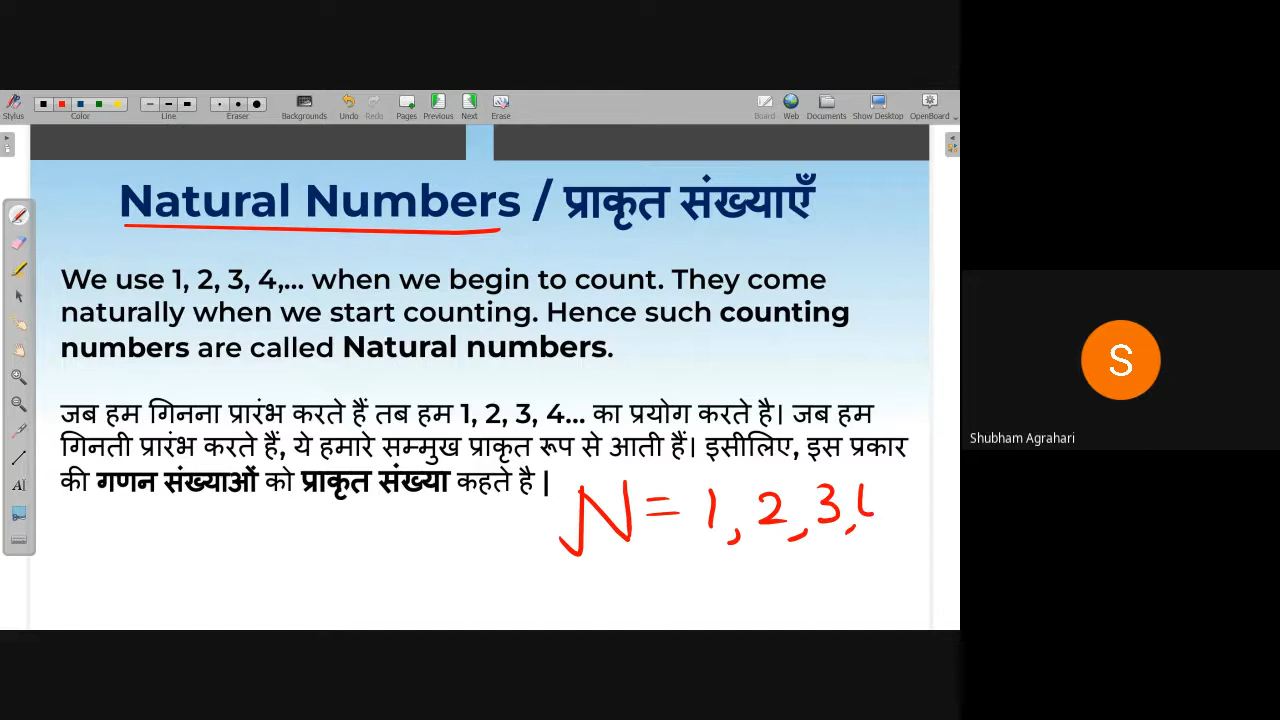 Stylus Color Line Eraser Backgrounds Undo Redo Pages Previous Next Erase Board Web Documents Show Desktop OpenBoard
Natural Numbers / प्राकृत संख्याएँ
We use 1, 2, 3, 4,... when we begin to count. They come
naturally when we start counting. Hence such counting
numbers are called Natural numbers.
जब हम गिनना प्रारंभ करते हैं तब हम 1, 2, 3, 4... का प्रयोग करते है। जब हम
गिनती प्रारंभ करते हैं, ये हमारे सम्मुख प्राकृत रूप से आती हैं। इसीलिए, इस प्रकार
की गणन संख्याओं को प्राकृत संख्या कहते है |
N = 1, 2, 3,
S
Shubham Agrahari